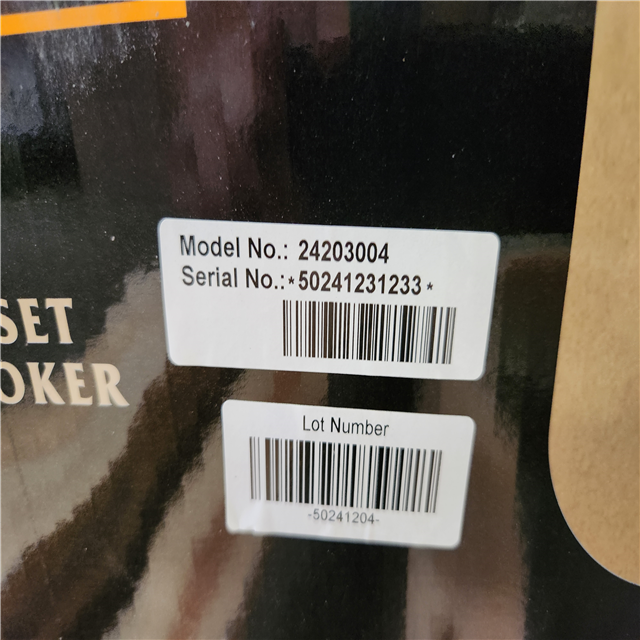 Model No.: 24203004
Serial No.:*50241231233*
SET
OKER
Lot Number
-50241204-